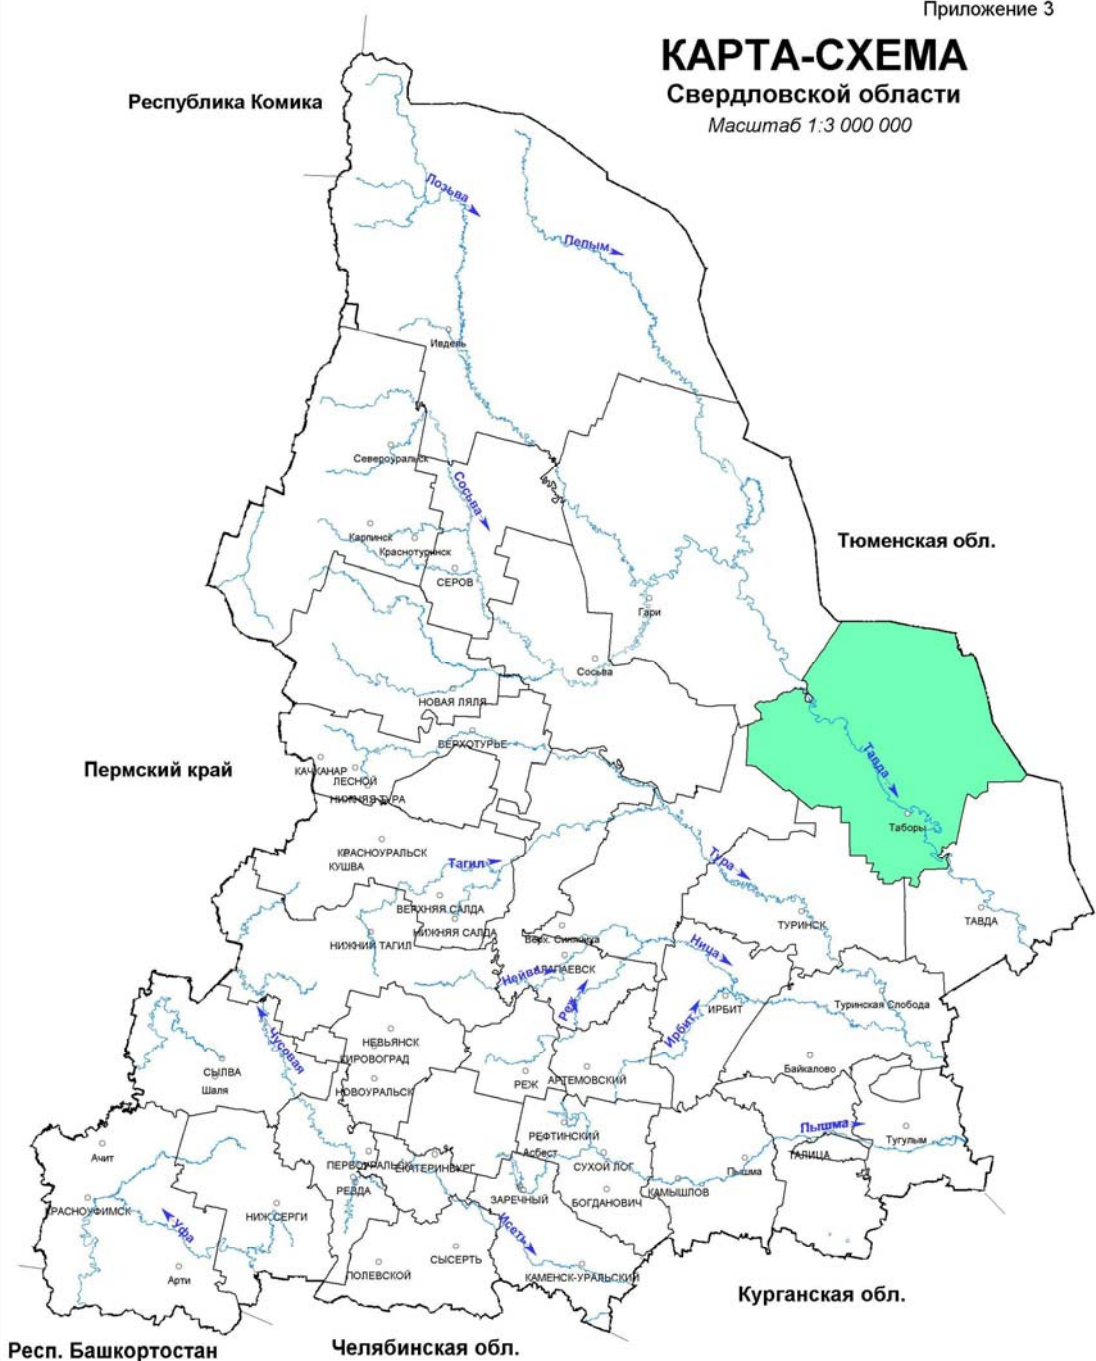 Приложение 3
КАРТА-СХЕМА
Свердловской области
Масштаб 1:3 000 000
Республика Комика
Лозьва
Пелым
Ивдель
Североуральск
Сосьва
Карпинск
Краснотурьинск
СЕРОВ
Тюменская обл.
Гари
Сосьва
НОВАЯ ЛЯЛЯ
ВЕРХОТУРЬЕ
Пермский край
КАЧКАНАР
ЛЕСНОЙ
НИЖНЯЯ ТУРА
Тавда
Таборы
КРАСНОУРАЛЬСК
КУШВА
Тагил
Тура
ВЕРХНЯЯ САЛДА
НИЖНЯЯ САЛДА
НИЖНИЙ ТАГИЛ
Верх. Синячиха
ТУРИНСК
ТАВДА
Ница
Нейва
АЛАПАЕВСК
Реж
Ирбит
ИРБИТ
Туринская Слобода
Чусовая
НЕВЬЯНСК
КИРОВОГРАД
НОВОУРАЛЬСК
СЫЛВА
Шаля
РЕЖ
АРТЕМОВСКИЙ
Байкалово
Пышма
Тугулым
ТАЛИЦА
РЕФТИНСКИЙ
Асбест
СУХОЙ ЛОГ
Пышма
Ачит
ПЕРВОУРАЛЬСК
ЕКАТЕРИНБУРГ
РЕВДА
ЗАРЕЧНЫЙ
БОГДАНОВИЧ
КАМЫШЛОВ
КРАСНОУФИМСК
Уфа
НИЖ.СЕРГИ
Исеть
СЫСЕРТЬ
Арти
ПОЛЕВСКОЙ
КАМЕНСК-УРАЛЬСКИЙ
Курганская обл.
Респ. Башкортостан
Челябинская обл.